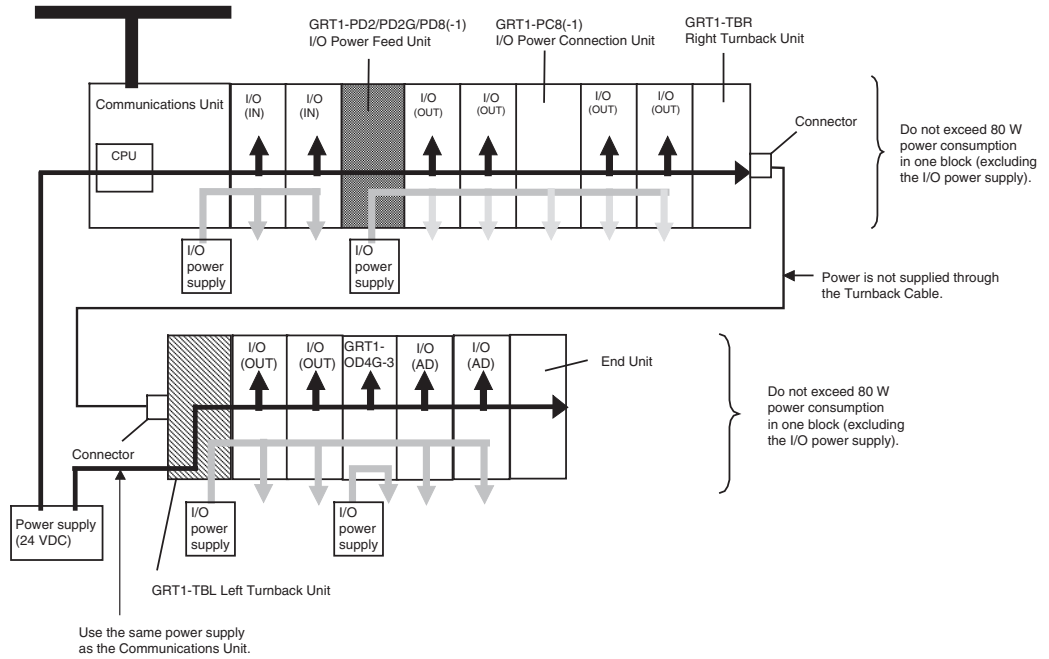 GRT1-PD2/PD2G/PD8(-1)
I/O Power Feed Unit
GRT1-PC8(-1)
I/O Power Connection Unit
GRT1-TBR
Right Turnback Unit
Communications Unit
CPU
I/O
(IN)
I/O
(IN)
I/O
(OUT)
I/O
(OUT)
I/O
(OUT)
I/O
(OUT)
Connector
Do not exceed 80 W
power consumption
in one block (excluding
the I/O power supply).
I/O
power
supply
I/O
power
supply
Power is not supplied through
the Turnback Cable.
I/O
(OUT)
I/O
(OUT)
GRT1-
OD4G-3
I/O
(AD)
I/O
(AD)
End Unit
Do not exceed 80 W
power consumption
in one block (excluding
the I/O power supply).
Connector
Power supply
(24 VDC)
I/O
power
supply
I/O
power
supply
GRT1-TBL Left Turnback Unit
Use the same power supply
as the Communications Unit.